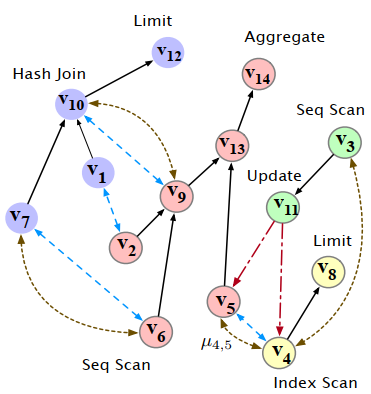 Limit
v12
Aggregate
v14
Hash Join
v10
Seq Scan
v3
v13
v1
v9
Update
v11
v7
v2
Limit
v8
v5
v6
μ4,5
v4
Seq Scan
Index Scan